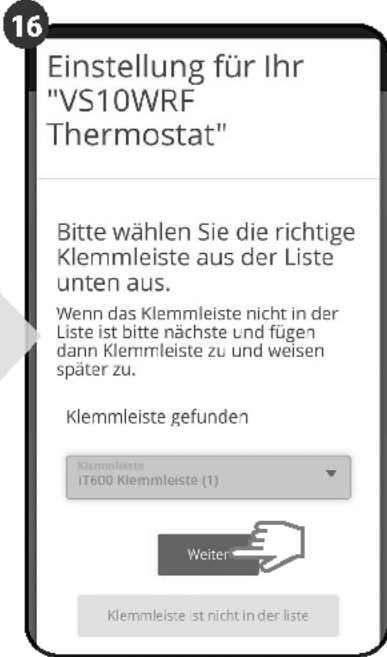 16
Einstellung für Ihr
"VS10WRF
Thermostat"
Bitte wählen Sie die richtige
Klemmleiste aus der Liste
unten aus.
Wenn das Klemmleiste nicht in der
Liste ist bitte nächste und fügen
dann Klemmleiste zu und weisen
später zu.
Klemmleiste gefunden
Klemmleiste
iT600 Klemmleiste (1)
Weiter
Klemmleiste ist nicht in der liste